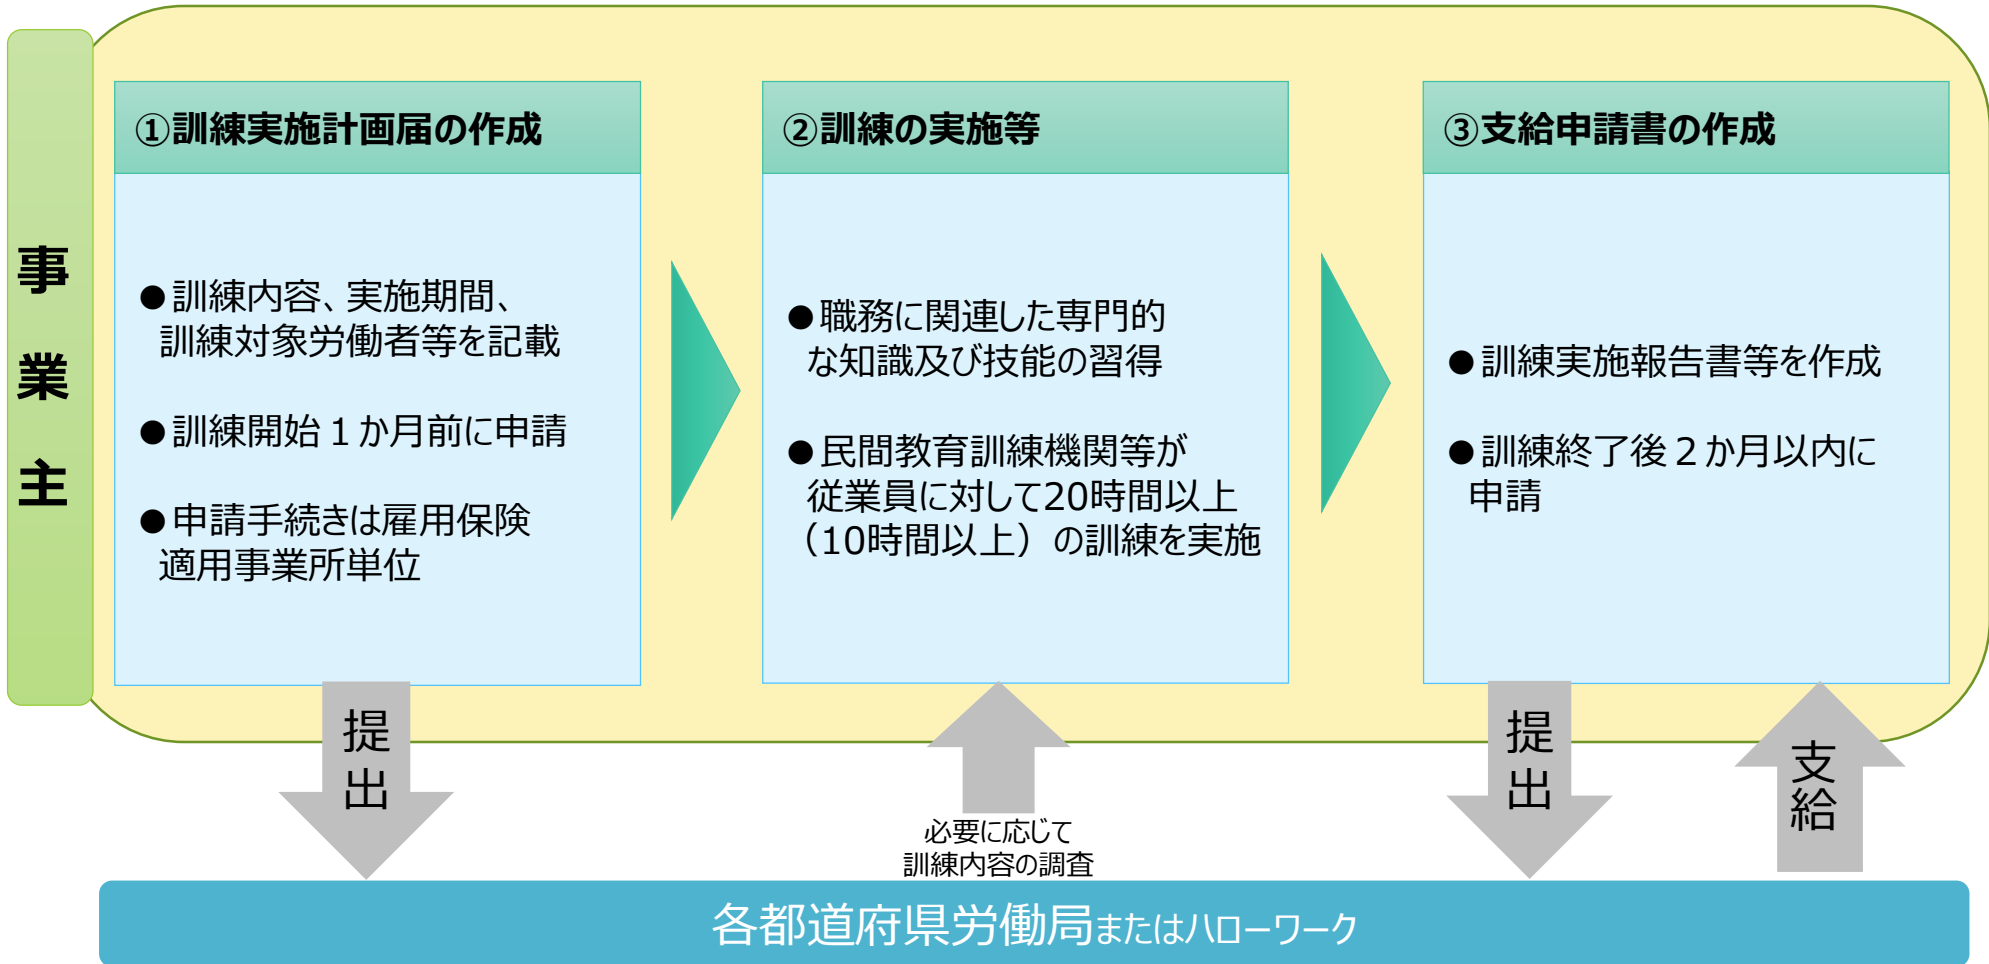 事業主
①訓練実施計画届の作成
●訓練内容、実施期間、
訓練対象労働者等を記載
●訓練開始１か月前に申請
●申請手続きは雇用保険
適用事業所単位
②訓練の実施等
●職務に関連した専門的
な知識及び技能の習得
●民間教育訓練機関等が
従業員に対して20時間以上
（10時間以上）の訓練を実施
③支給申請書の作成
●訓練実施報告書等を作成
●訓練終了後２か月以内に
申請
提出
必要に応じて
訓練内容の調査
提出
支給
各都道府県労働局またはハローワーク